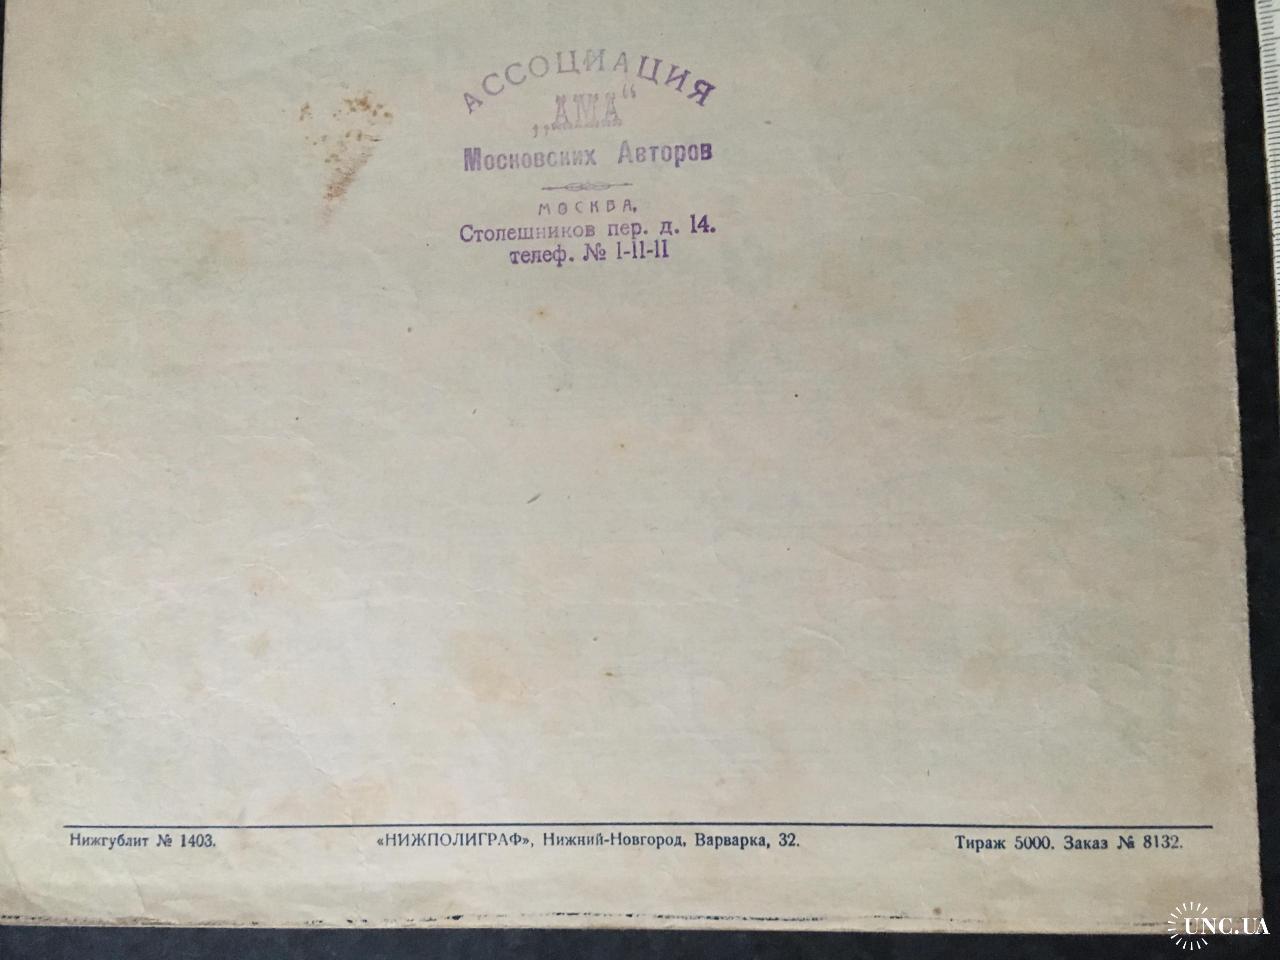 АССОЦИАЦИЯ
„АМА“
Московских Авторов
МОСКВА,
Столешников пер. д. 14.
телеф. № 1-11-11
Нижгублит № 1403. «НИЖПОЛИГРАФ», Нижний-Новгород, Варварка, 32. Тираж 5000. Заказ № 8132.
UNC.UA